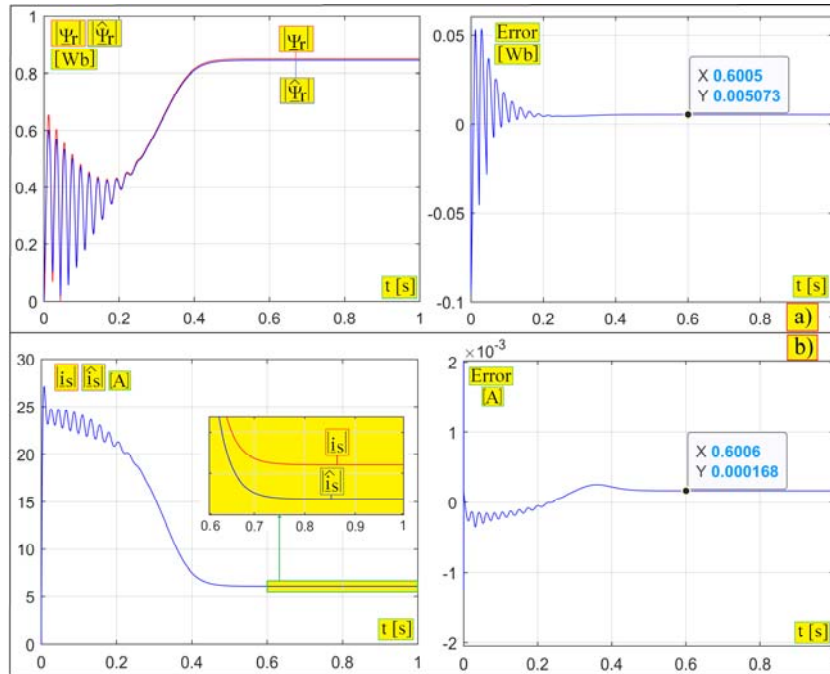 |Ψr| |Ψ̂r|
[Wb]
1
0.8
0.6
0.4
0.2
0
0 0.2 0.4 0.6 0.8 1
|Ψr|
|Ψ̂r|
t [s]
Error
[Wb]
0.05
0
-0.05
-0.1
0 0.2 0.4 0.6 0.8 1
X 0.6005
Y 0.005073
t [s]
a)
|is| |îs| [A]
30
25
20
15
10
5
0
0 0.2 0.4 0.6 0.8 1
|is|
|îs|
0.6 0.7 0.8 0.9 1
t [s]
b)
×10⁻³
Error
[A]
2
1
0
-1
-2
0 0.2 0.4 0.6 0.8 1
X 0.6006
Y 0.000168
t [s]